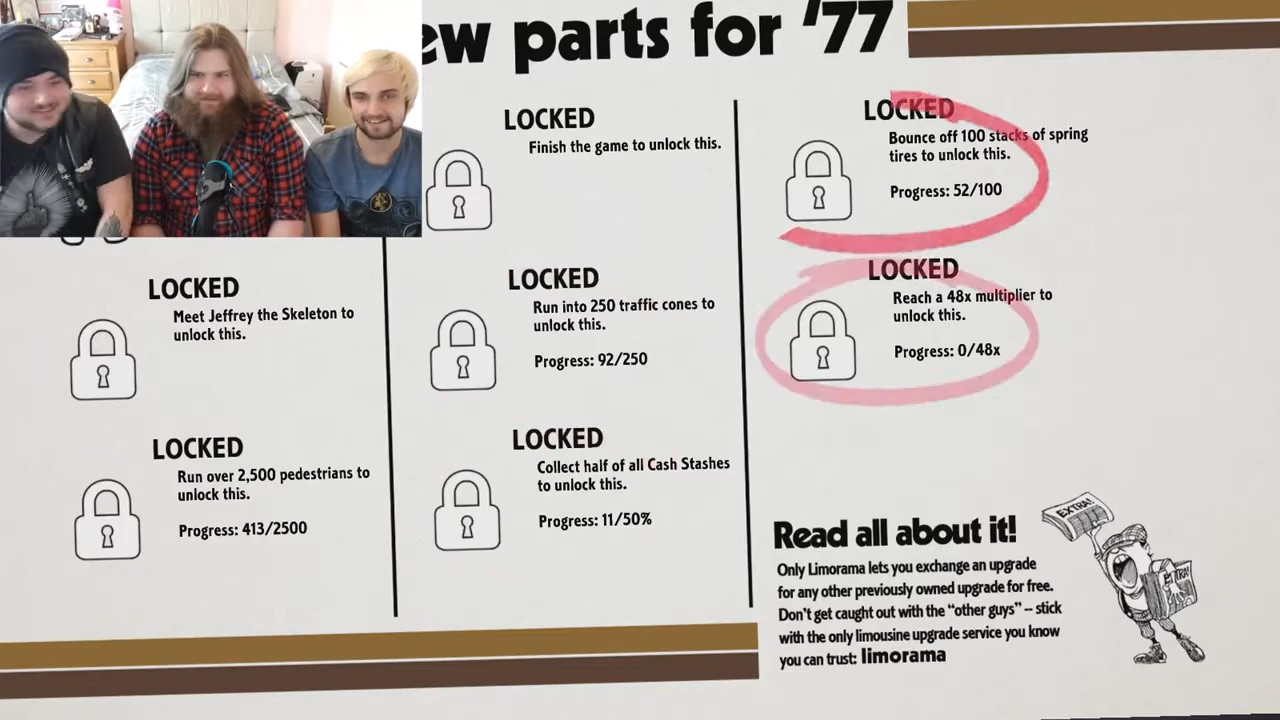 ew parts for '77
LOCKED
Meet Jeffrey the Skeleton to
unlock this.
LOCKED
Run over 2,500 pedestrians to
unlock this.
Progress: 413/2500
LOCKED
Finish the game to unlock this.
LOCKED
Run into 250 traffic cones to
unlock this.
Progress: 92/250
LOCKED
Collect half of all Cash Stashes
to unlock this.
Progress: 11/50%
LOCKED
Bounce off 100 stacks of spring
tires to unlock this.
Progress: 52/100
LOCKED
Reach a 48x multiplier to
unlock this.
Progress: 0/48x
Read all about it!
Only Limorama lets you exchange an upgrade
for any other previously owned upgrade for free.
Don't get caught out with the "other guys" – stick
with the only limousine upgrade service you know
you can trust: limorama
EXTRA!
EXTRA!